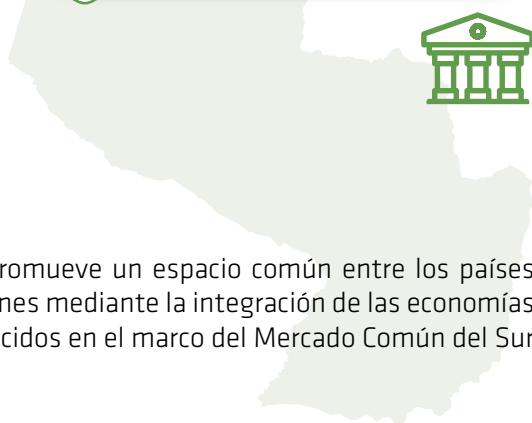 romueve un espacio común entre los países
nes mediante la integración de las economías
cidos en el marco del Mercado Común del Sur